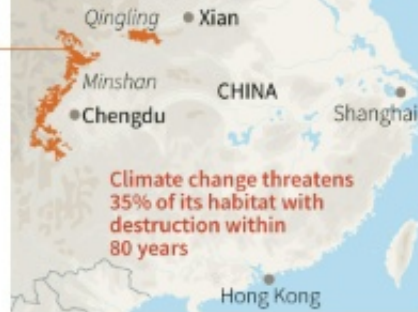 Qingling
Xian
Minshan
CHINA
Chengdu
Shanghai
Climate change threatens
35% of its habitat with
destruction within
80 years
Hong Kong